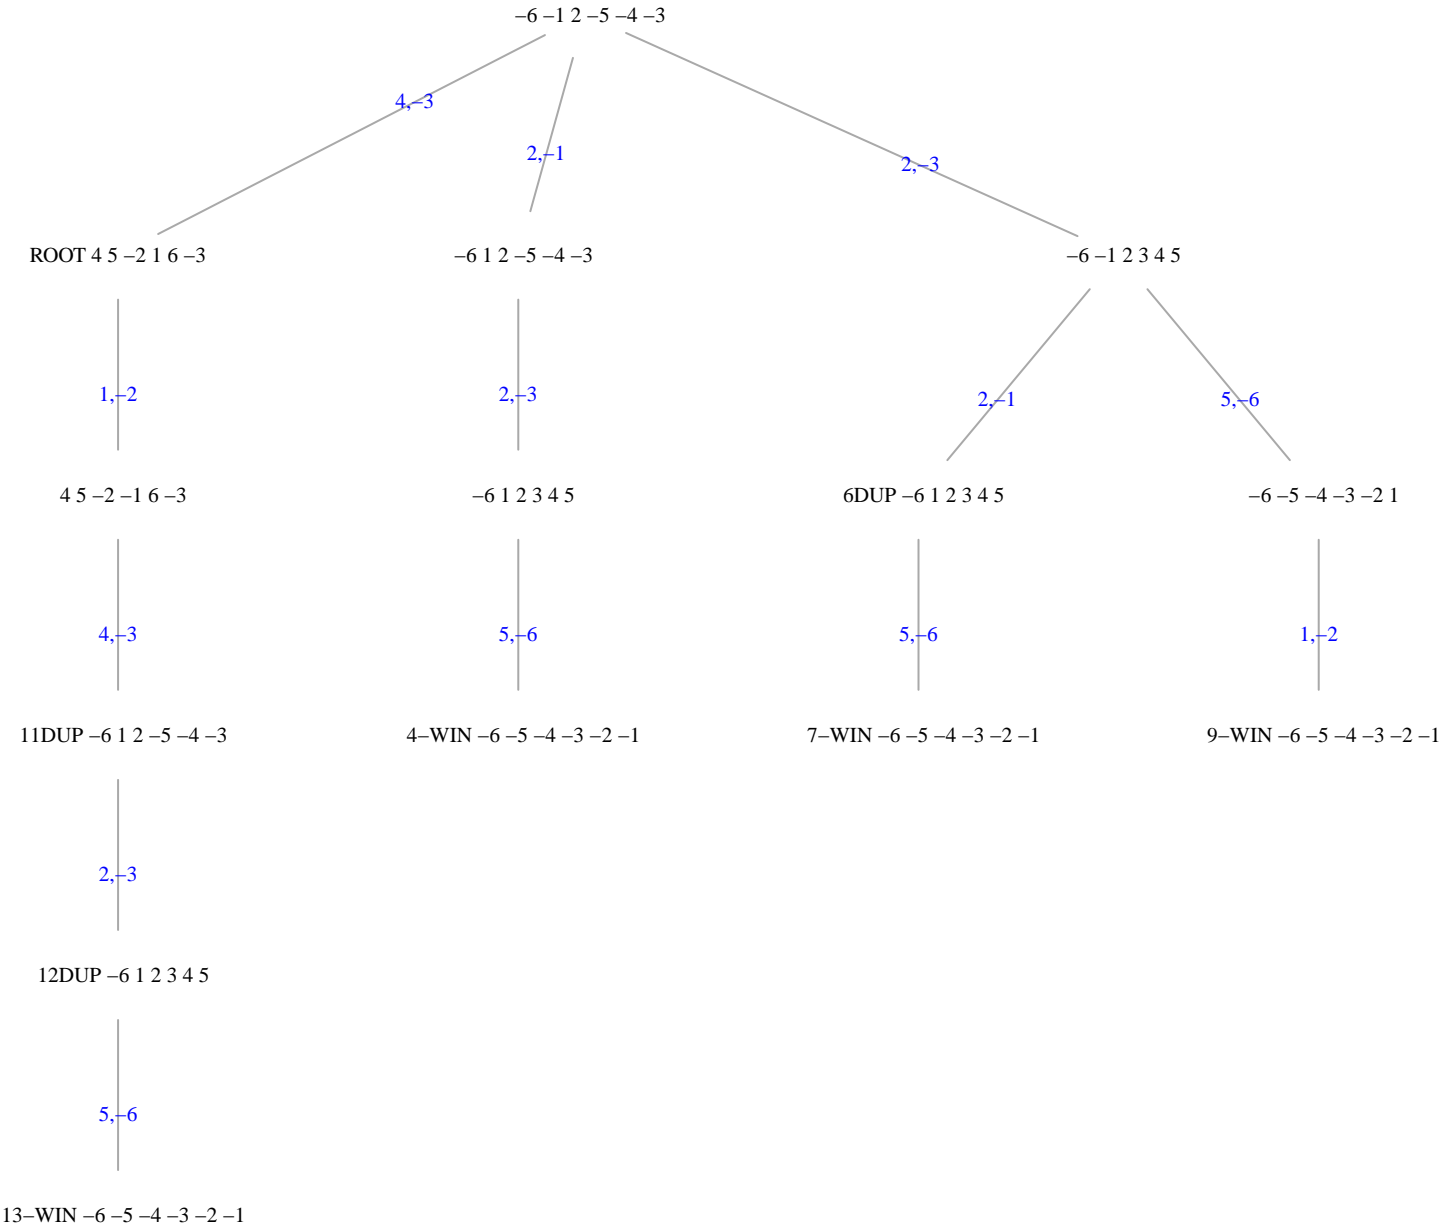 −6 −1 2 −5 −4 −3
4,−3
2,−1
2,−3
ROOT 4 5 −2 1 6 −3
−6 1 2 −5 −4 −3
−6 −1 2 3 4 5
1,−2
2,−3
2,−1
5,−6
4 5 −2 −1 6 −3
−6 1 2 3 4 5
6DUP −6 1 2 3 4 5
−6 −5 −4 −3 −2 1
4,−3
5,−6
5,−6
1,−2
11DUP −6 1 2 −5 −4 −3
4−WIN −6 −5 −4 −3 −2 −1
7−WIN −6 −5 −4 −3 −2 −1
9−WIN −6 −5 −4 −3 −2 −1
2,−3
12DUP −6 1 2 3 4 5
5,−6
13−WIN −6 −5 −4 −3 −2 −1